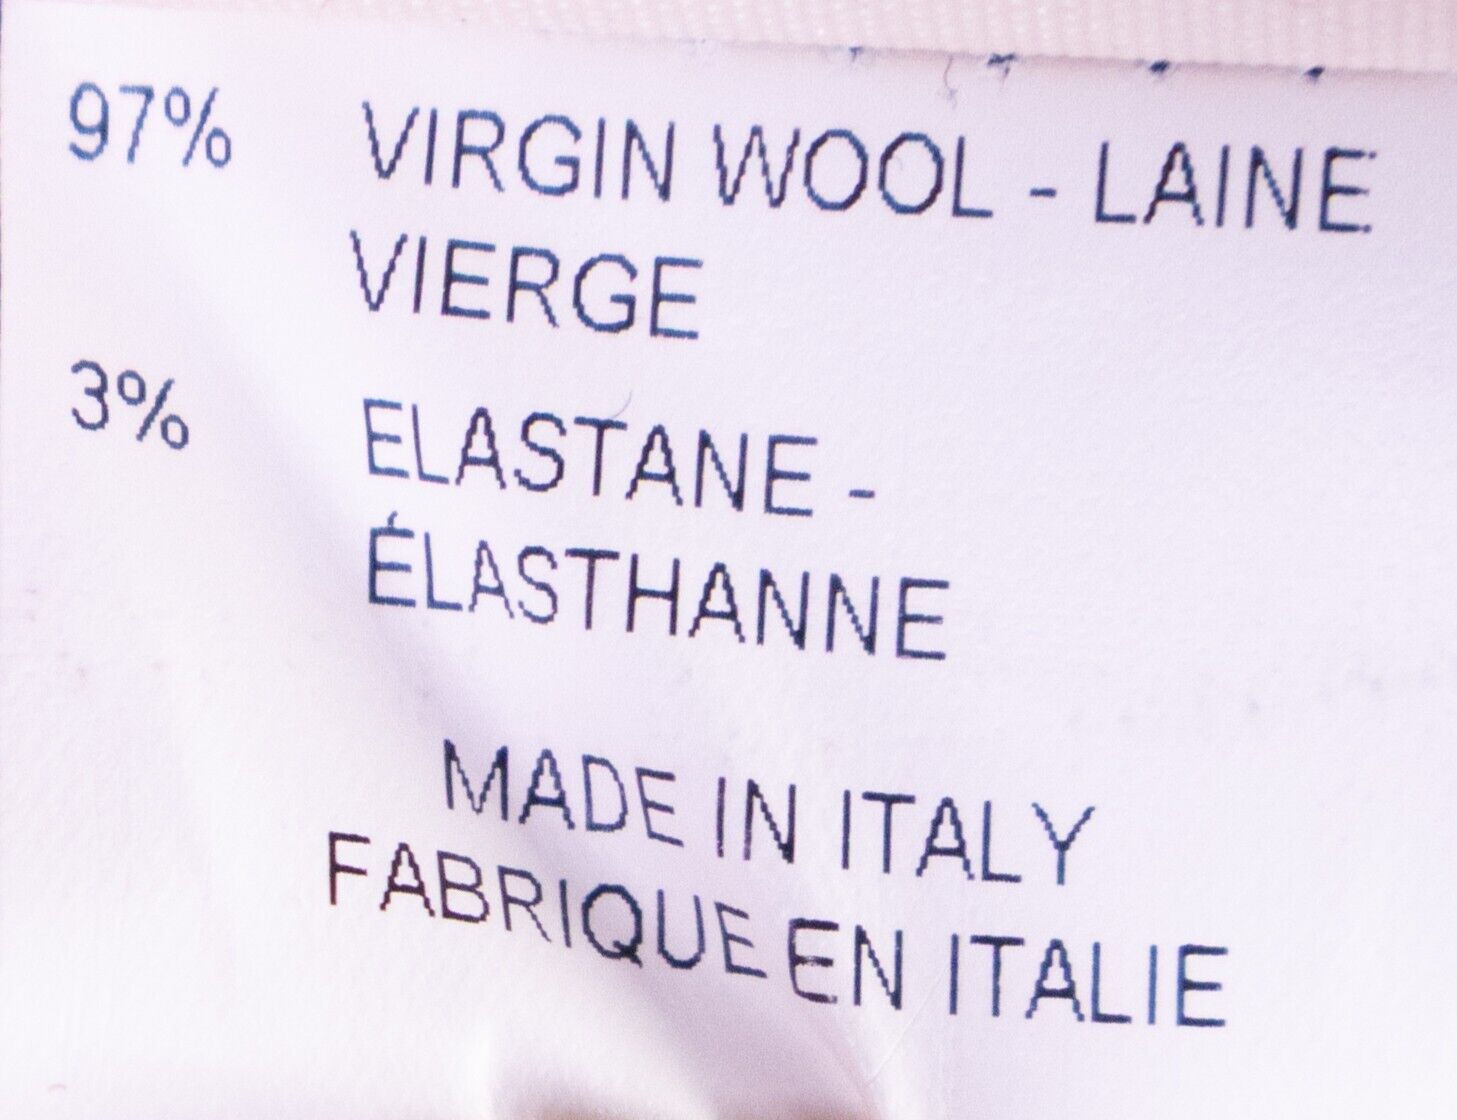 97% VIRGIN WOOL - LAINE
VIERGE
3% ELASTANE -
ÉLASTHANNE
MADE IN ITALY
FABRIQUE EN ITALIE